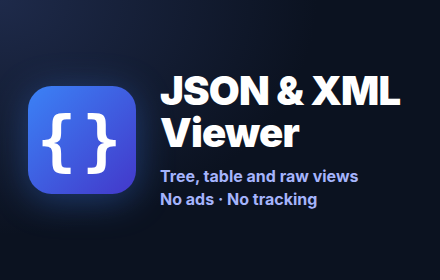 { }
JSON & XML
Viewer
Tree, table and raw views
No ads · No tracking